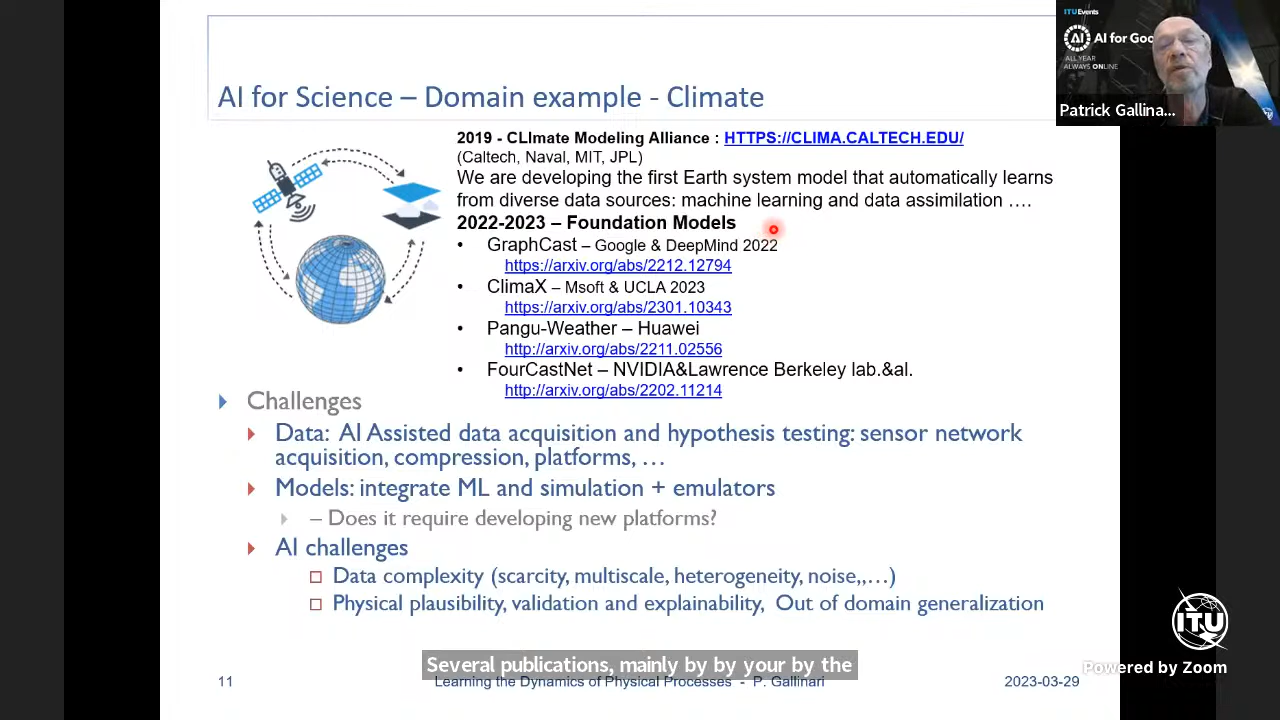 ITUEvents
AI for Goo
ALL YEAR
ALWAYS ONLINE
AI
Patrick Gallina...
AI for Science – Domain example - Climate
2019 - CLImate Modeling Alliance : HTTPS://CLIMA.CALTECH.EDU/
(Caltech, Naval, MIT, JPL)
We are developing the first Earth system model that automatically learns
from diverse data sources: machine learning and data assimilation ....
2022-2023 – Foundation Models
• GraphCast – Google & DeepMind 2022
https://arxiv.org/abs/2212.12794
• ClimaX – Msoft & UCLA 2023
https://arxiv.org/abs/2301.10343
• Pangu-Weather – Huawei
http://arxiv.org/abs/2211.02556
• FourCastNet – NVIDIA&Lawrence Berkeley lab.&al.
http://arxiv.org/abs/2202.11214
Challenges
Data: AI Assisted data acquisition and hypothesis testing: sensor network
acquisition, compression, platforms, …
Models: integrate ML and simulation + emulators
– Does it require developing new platforms?
AI challenges
Data complexity (scarcity, multiscale, heterogeneity, noise,,…)
Physical plausibility, validation and explainability, Out of domain generalization
ITU
Several publications, mainly by by your by the
Powered by Zoom
11
Learning the Dynamics of Physical Processes - P. Gallinari
2023-03-29